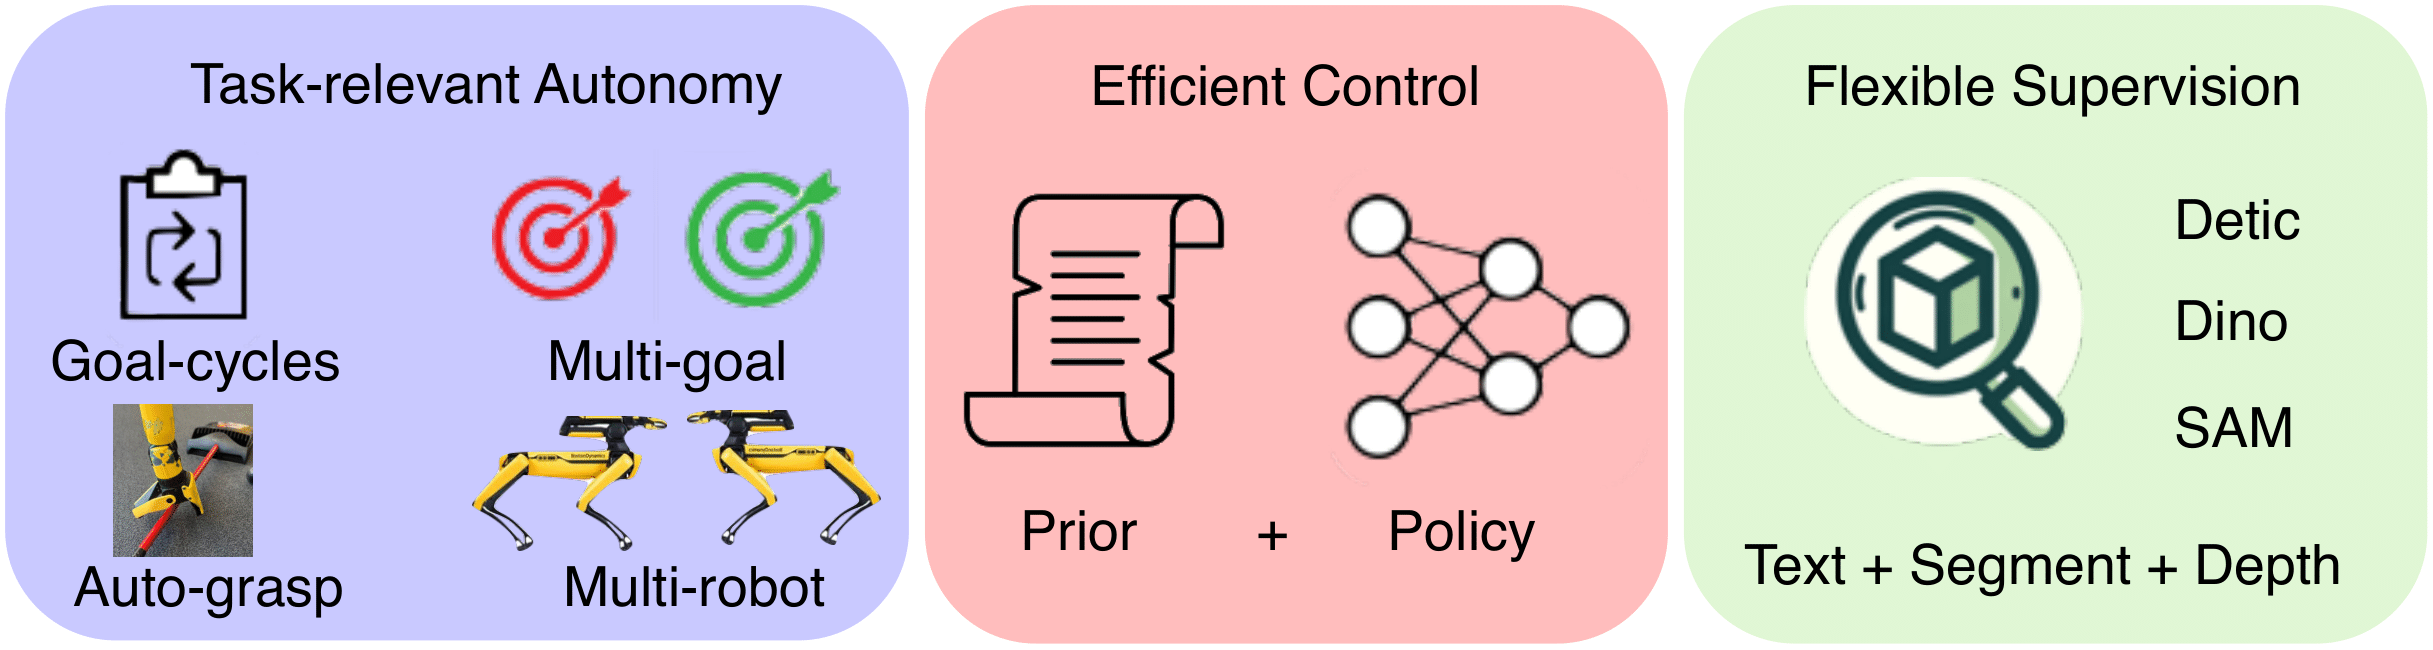 Task-relevant Autonomy
Goal-cycles
Multi-goal
Auto-grasp
Multi-robot
Efficient Control
Prior + Policy
Flexible Supervision
Detic
Dino
SAM
Text + Segment + Depth